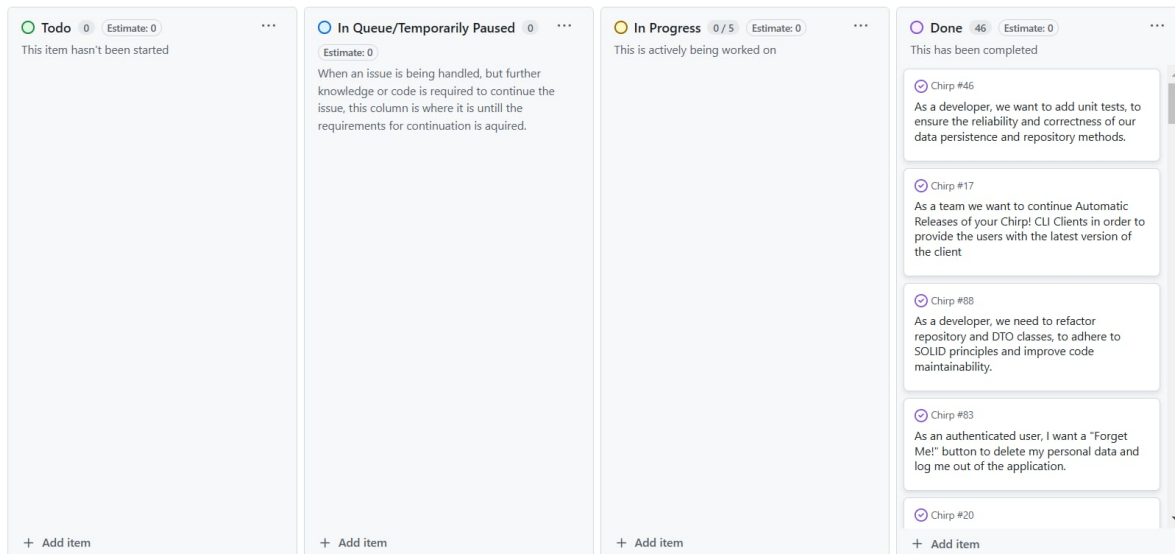 Todo 0 Estimate: 0 ...
This item hasn't been started
+ Add item
In Queue/Temporarily Paused 0 ...
Estimate: 0
When an issue is being handled, but further
knowledge or code is required to continue the
issue, this column is where it is untill the
requirements for continuation is aquired.
+ Add item
In Progress 0 / 5 Estimate: 0 ...
This is actively being worked on
+ Add item
Done 46 Estimate: 0 ...
This has been completed
Chirp #46
As a developer, we want to add unit tests, to
ensure the reliability and correctness of our
data persistence and repository methods.
Chirp #17
As a team we want to continue Automatic
Releases of your Chirp! CLI Clients in order to
provide the users with the latest version of
the client
Chirp #88
As a developer, we need to refactor
repository and DTO classes, to adhere to
SOLID principles and improve code
maintainability.
Chirp #83
As an authenticated user, I want a "Forget
Me!" button to delete my personal data and
log me out of the application.
Chirp #20
+ Add item